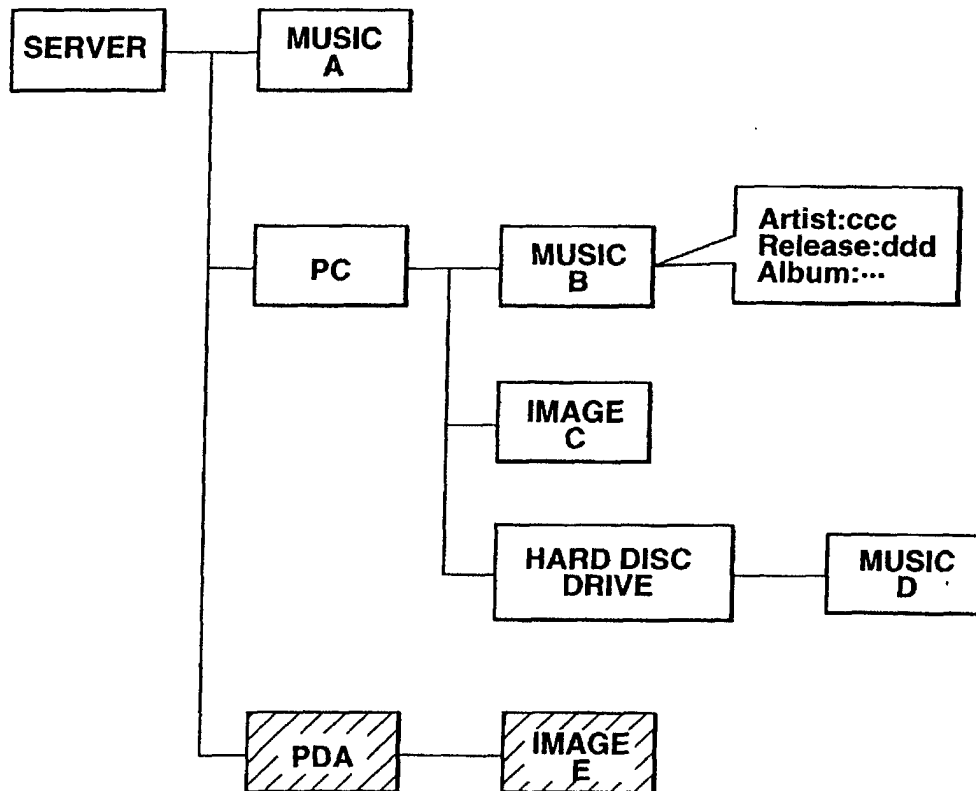 SERVER
MUSIC
A
PC
MUSIC
B
Artist:ccc
Release:ddd
Album:···
IMAGE
C
HARD DISC
DRIVE
MUSIC
D
PDA
IMAGE
E